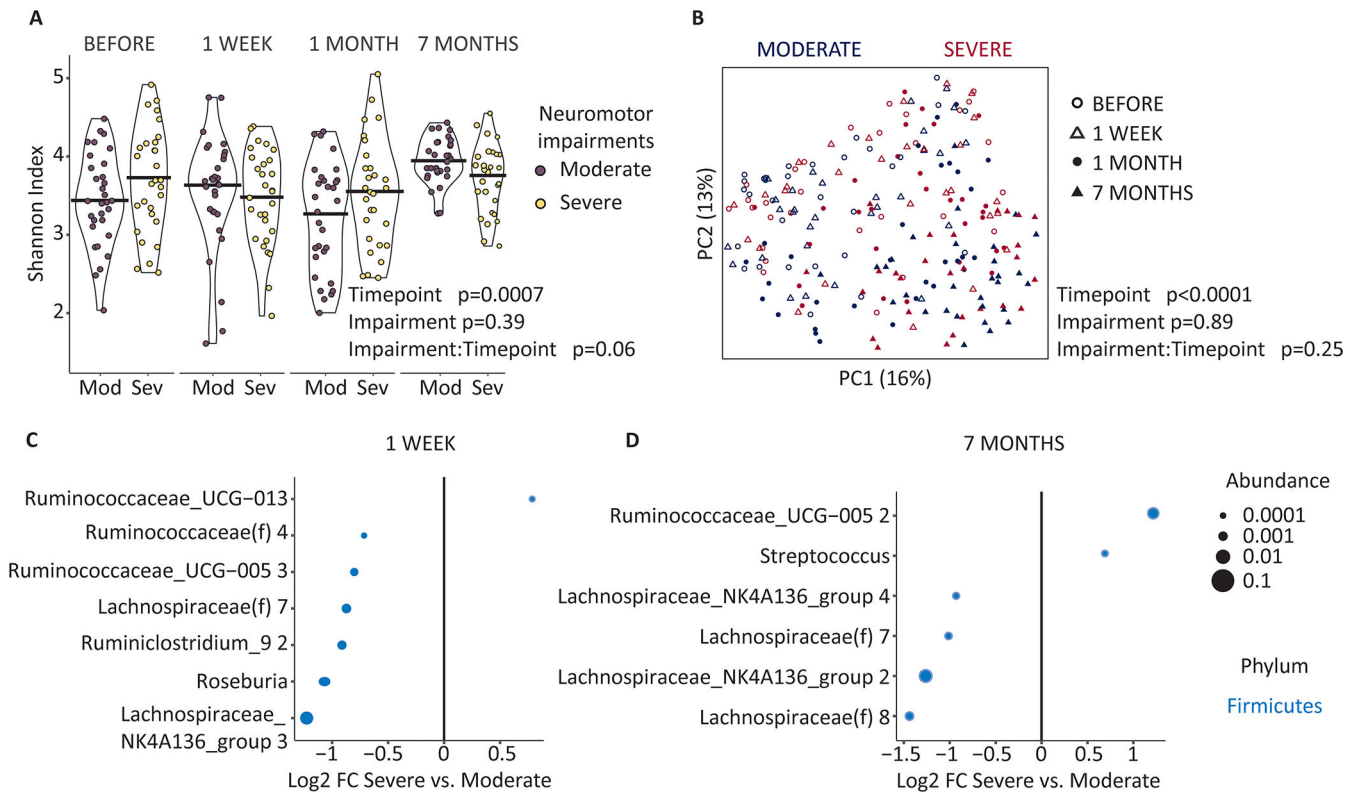 A
BEFORE 1 WEEK 1 MONTH 7 MONTHS
Shannon Index
5
4
3
2
Mod Sev Mod Sev Mod Sev Mod Sev
Neuromotor
impairments
Moderate
Severe
Timepoint p=0.0007
Impairment p=0.39
Impairment:Timepoint p=0.06
B
MODERATE SEVERE
PC2 (13%)
PC1 (16%)
BEFORE
1 WEEK
1 MONTH
7 MONTHS
Timepoint p<0.0001
Impairment p=0.89
Impairment:Timepoint p=0.25
C
1 WEEK
Ruminococcaceae_UCG−013
Ruminococcaceae(f) 4
Ruminococcaceae_UCG−005 3
Lachnospiraceae(f) 7
Ruminiclostridium_9 2
Roseburia
Lachnospiraceae_
NK4A136_group 3
−1 −0.5 0 0.5
Log2 FC Severe vs. Moderate
D
7 MONTHS
Ruminococcaceae_UCG−005 2
Streptococcus
Lachnospiraceae_NK4A136_group 4
Lachnospiraceae(f) 7
Lachnospiraceae_NK4A136_group 2
Lachnospiraceae(f) 8
−1.5 −1 −0.5 0 0.5 1
Log2 FC Severe vs. Moderate
Abundance
0.0001
0.001
0.01
0.1
Phylum
Firmicutes